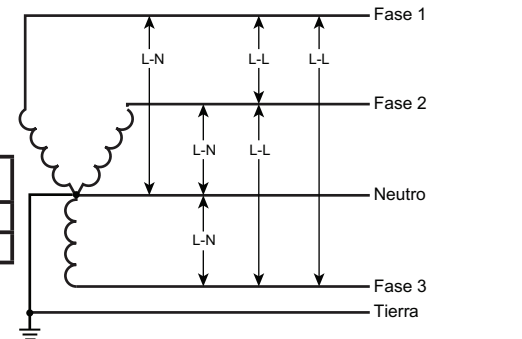 Fase 1
L-N L-L L-L
Fase 2
L-N L-L
Neutro
L-N
Fase 3
Tierra